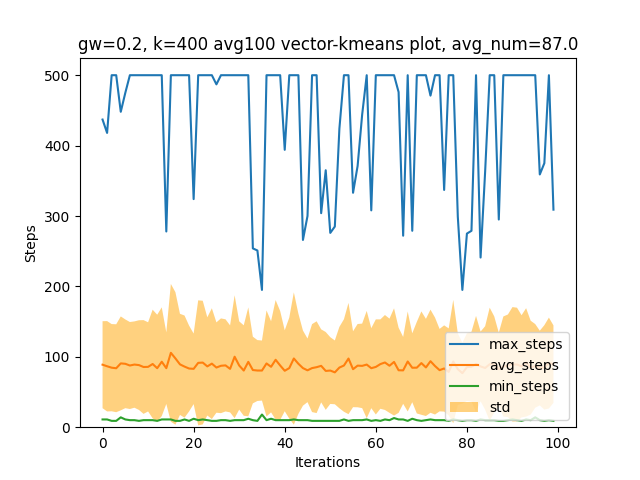 gw=0.2, k=400 avg100 vector-kmeans plot, avg_num=87.0
500
400
300
200
100
0
Steps
max_steps
avg_steps
min_steps
std
0 20 40 60 80 100
Iterations